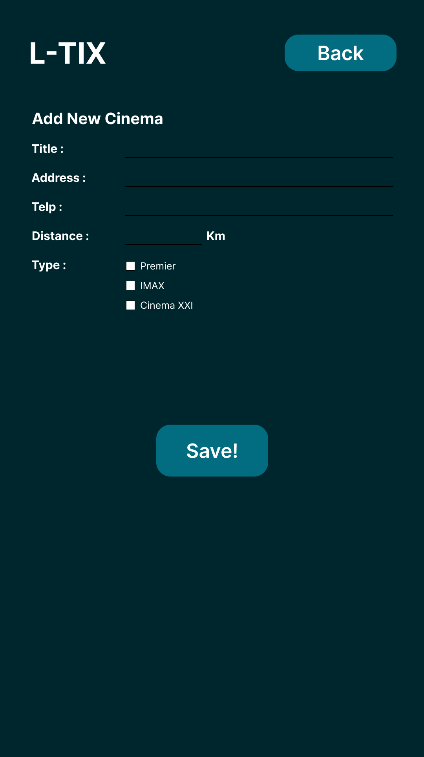 L-TIX
Back
Add New Cinema
Title :
Address :
Telp :
Distance :
Km
Type :
Premier
IMAX
Cinema XXI
Save!